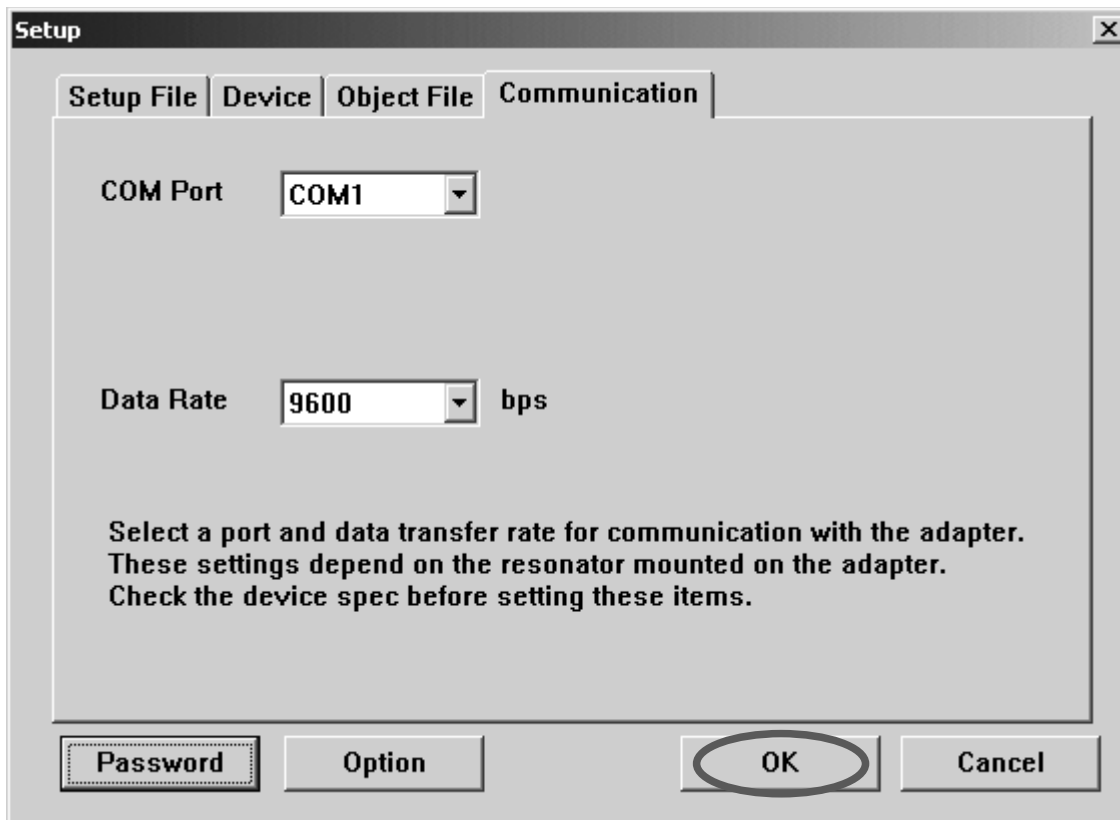 Setup
Setup File Device Object File Communication
COM Port COM1
Data Rate 9600 bps
Select a port and data transfer rate for communication with the adapter.
These settings depend on the resonator mounted on the adapter.
Check the device spec before setting these items.
Password Option OK Cancel